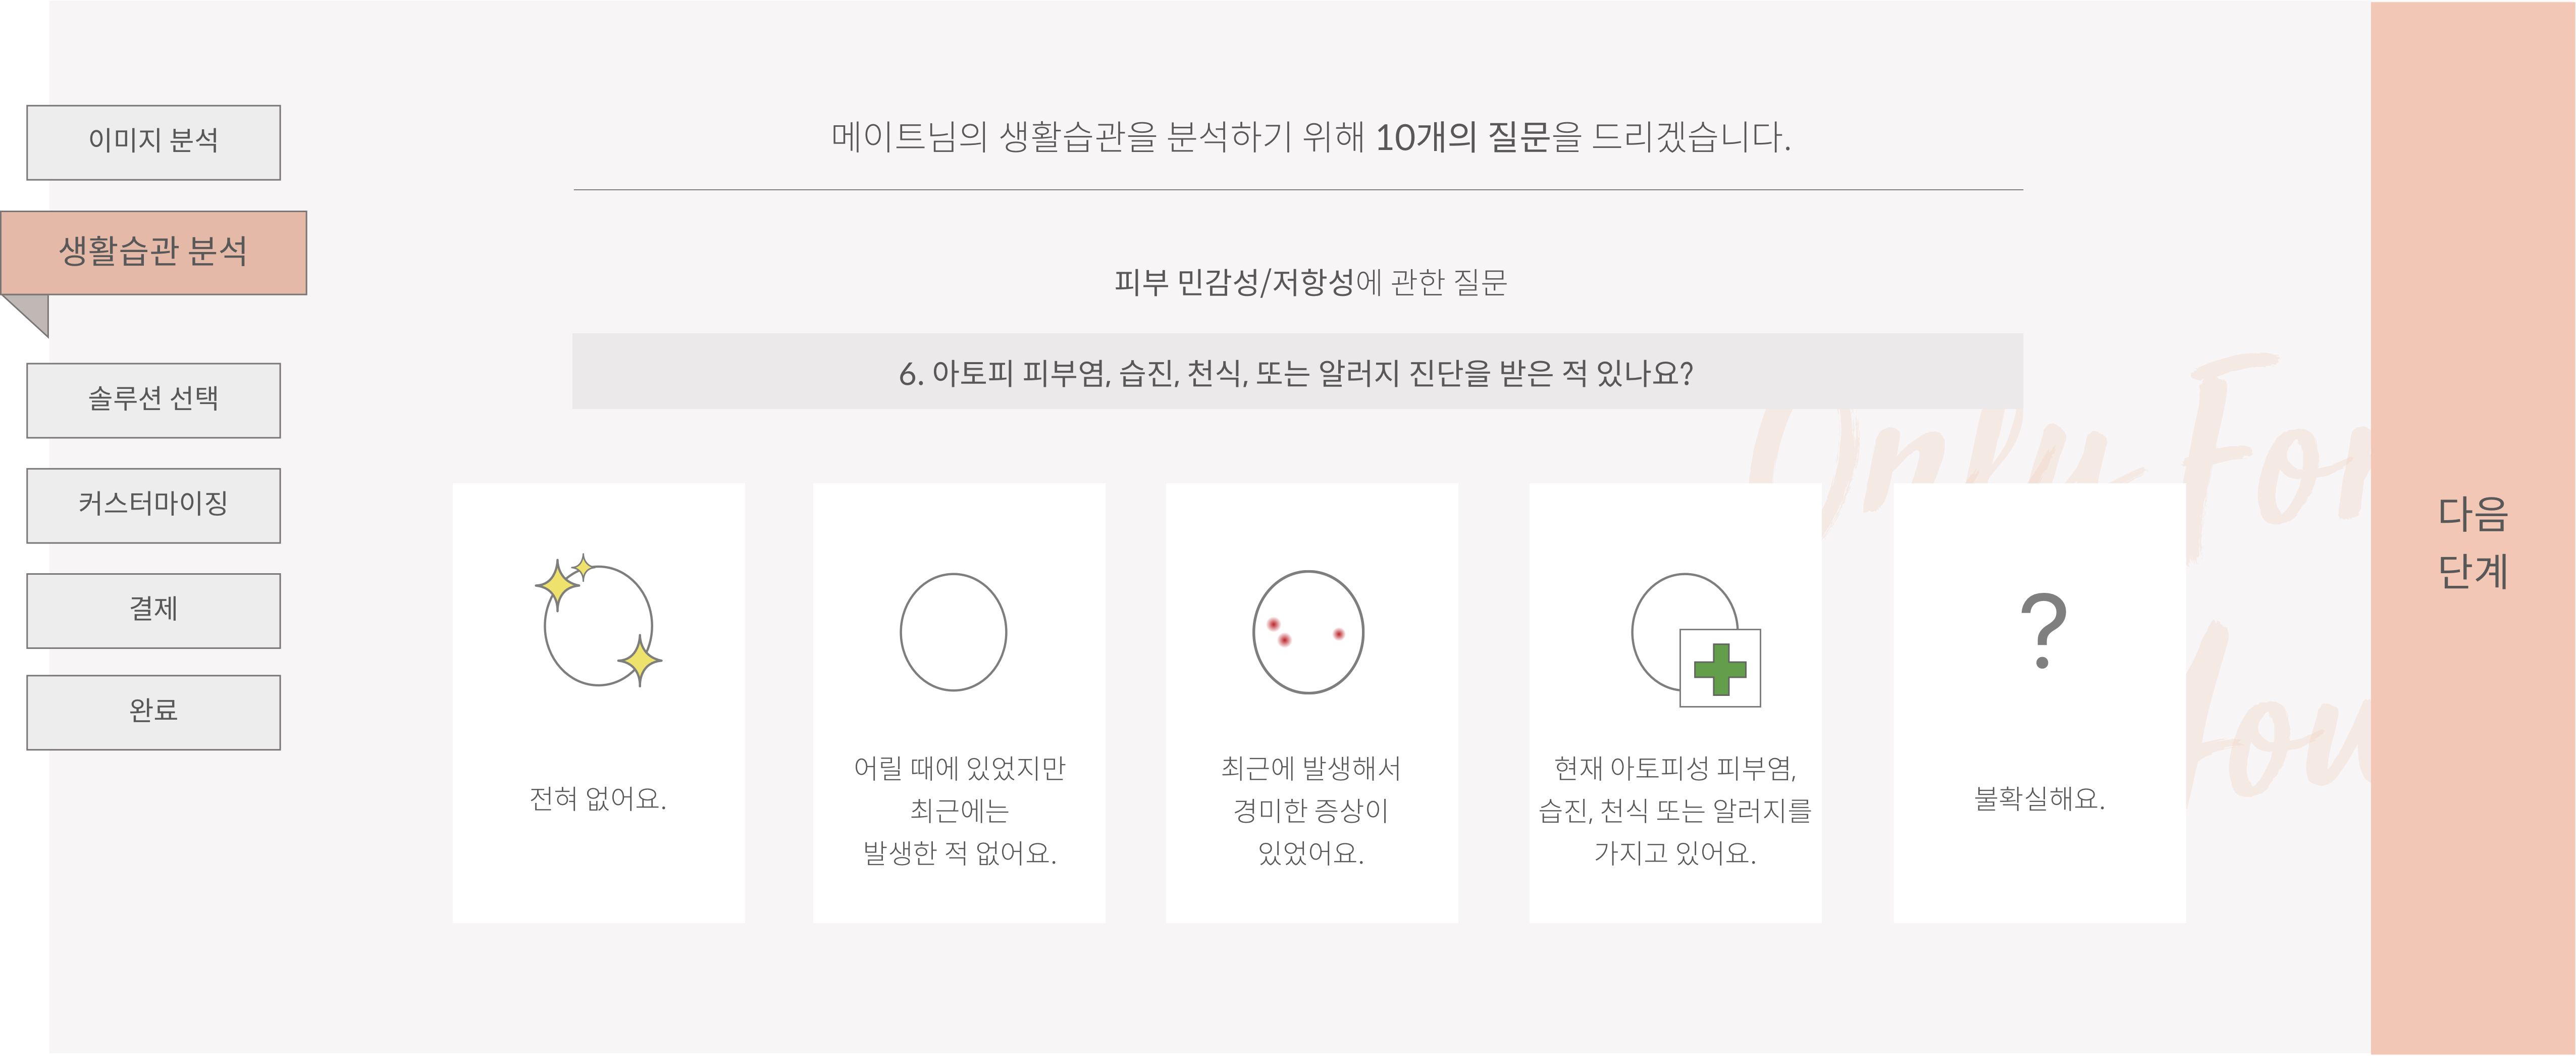 이미지 분석
생활습관 분석
솔루션 선택
커스터마이징
결제
완료
메이트님의 생활습관을 분석하기 위해 10개의 질문을 드리겠습니다.
피부 민감성/저항성에 관한 질문
6. 아토피 피부염, 습진, 천식, 또는 알러지 진단을 받은 적 있나요?
전혀 없어요.
어릴 때에 있었지만
최근에는
발생한 적 없어요.
최근에 발생해서
경미한 증상이
있었어요.
현재 아토피성 피부염,
습진, 천식 또는 알러지를
가지고 있어요.
?
불확실해요.
Only For
You
다음
단계